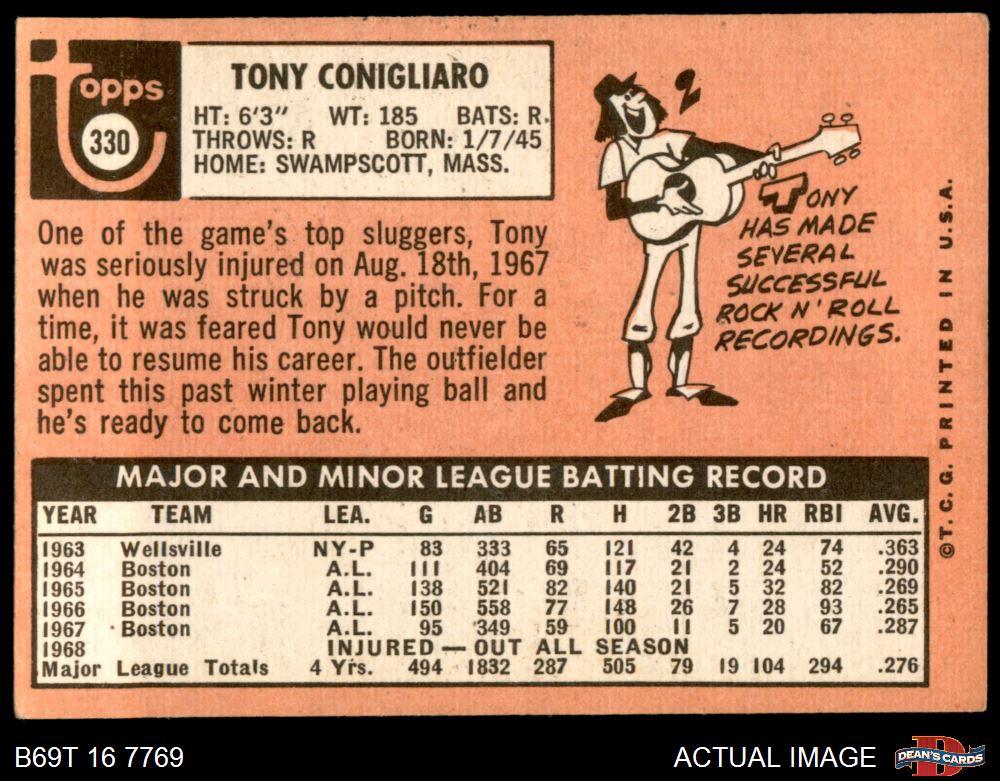 topps
330
TONY CONIGLIARO
HT: 6'3" WT: 185 BATS: R.
THROWS: R BORN: 1/7/45
HOME: SWAMPSCOTT, MASS.
One of the game's top sluggers, Tony
was seriously injured on Aug. 18th, 1967
when he was struck by a pitch. For a
time, it was feared Tony would never be
able to resume his career. The outfielder
spent this past winter playing ball and
he's ready to come back.
TONY
HAS MADE
SEVERAL
SUCCESSFUL
ROCK N' ROLL
RECORDINGS.
©T. C. G. PRINTED IN U.S.A.
MAJOR AND MINOR LEAGUE BATTING RECORD
YEAR TEAM LEA. G AB R H 2B 3B HR RBI AVG.
1963 Wellsville NY-P 83 333 65 121 42 4 24 74 .363
1964 Boston A.L. 111 404 69 117 21 2 24 52 .290
1965 Boston A.L. 138 521 82 140 21 5 32 82 .269
1966 Boston A.L. 150 558 77 148 26 7 28 93 .265
1967 Boston A.L. 95 349 59 100 11 5 20 67 .287
1968 INJURED — OUT ALL SEASON
Major League Totals 4 Yrs. 494 1832 287 505 79 19 104 294 .276
B69T 16 7769
ACTUAL IMAGE
DEAN'S CARDS